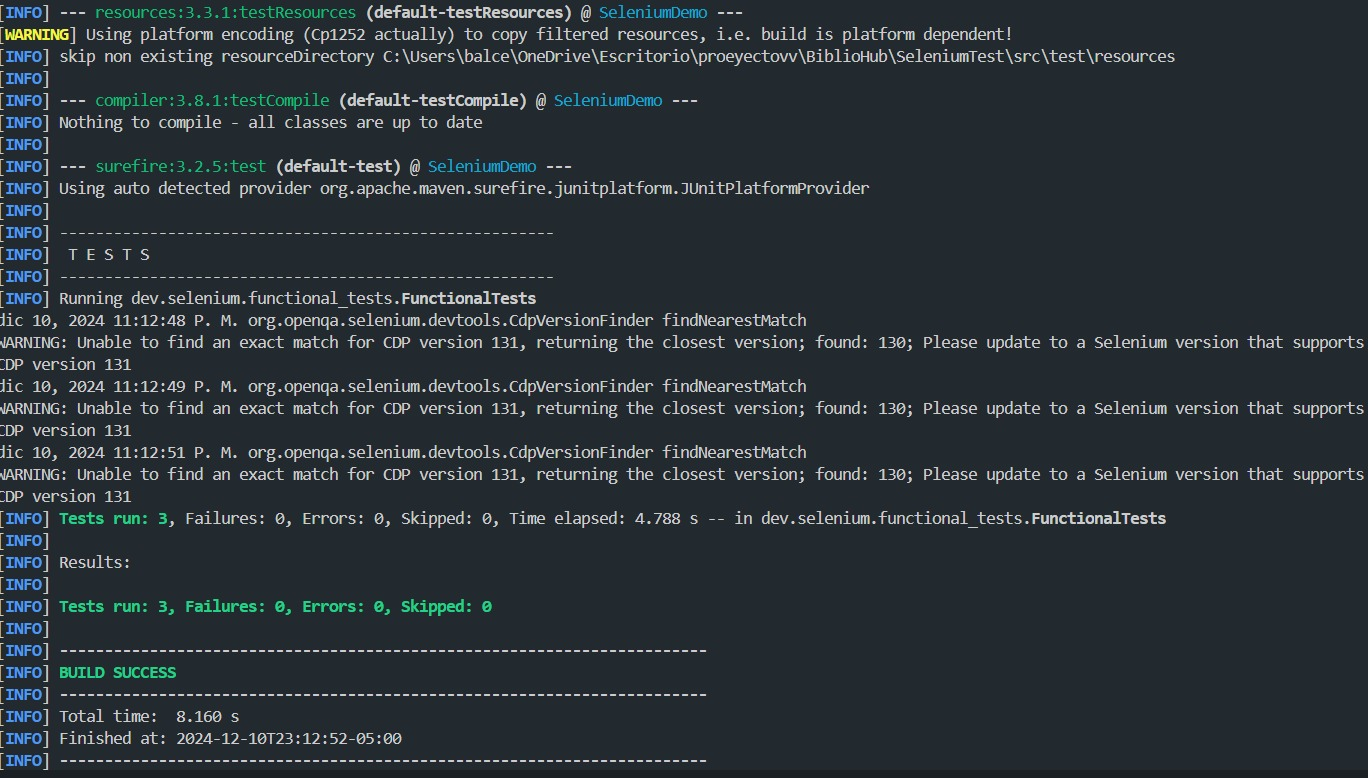 [INFO] --- resources:3.3.1:testResources (default-testResources) @ SeleniumDemo ---
[WARNING] Using platform encoding (Cp1252 actually) to copy filtered resources, i.e. build is platform dependent!
[INFO] skip non existing resourceDirectory C:\Users\balce\OneDrive\Escritorio\proeyectovv\BiblioHub\SeleniumTest\src\test\resources
[INFO]
[INFO] --- compiler:3.8.1:testCompile (default-testCompile) @ SeleniumDemo ---
[INFO] Nothing to compile - all classes are up to date
[INFO]
[INFO] --- surefire:3.2.5:test (default-test) @ SeleniumDemo ---
[INFO] Using auto detected provider org.apache.maven.surefire.junitplatform.JUnitPlatformProvider
[INFO]
[INFO] -------------------------------------------------------
[INFO]  T E S T S
[INFO] -------------------------------------------------------
[INFO] Running dev.selenium.functional_tests.FunctionalTests
dic 10, 2024 11:12:48 P. M. org.openqa.selenium.devtools.CdpVersionFinder findNearestMatch
WARNING: Unable to find an exact match for CDP version 131, returning the closest version; found: 130; Please update to a Selenium version that supports
CDP version 131
dic 10, 2024 11:12:49 P. M. org.openqa.selenium.devtools.CdpVersionFinder findNearestMatch
WARNING: Unable to find an exact match for CDP version 131, returning the closest version; found: 130; Please update to a Selenium version that supports
CDP version 131
dic 10, 2024 11:12:51 P. M. org.openqa.selenium.devtools.CdpVersionFinder findNearestMatch
WARNING: Unable to find an exact match for CDP version 131, returning the closest version; found: 130; Please update to a Selenium version that supports
CDP version 131
[INFO] Tests run: 3, Failures: 0, Errors: 0, Skipped: 0, Time elapsed: 4.788 s -- in dev.selenium.functional_tests.FunctionalTests
[INFO]
[INFO] Results:
[INFO]
[INFO] Tests run: 3, Failures: 0, Errors: 0, Skipped: 0
[INFO]
[INFO] ------------------------------------------------------------------------
[INFO] BUILD SUCCESS
[INFO] ------------------------------------------------------------------------
[INFO] Total time:  8.160 s
[INFO] Finished at: 2024-12-10T23:12:52-05:00
[INFO] ------------------------------------------------------------------------